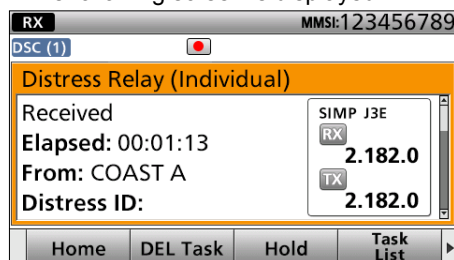 RX MMSI:123456789
DSC (1)
Distress Relay (Individual)
Received
Elapsed: 00:01:13
From: COAST A
Distress ID:
SIMP J3E
RX
2.182.0
TX
2.182.0
Home DEL Task Hold Task List